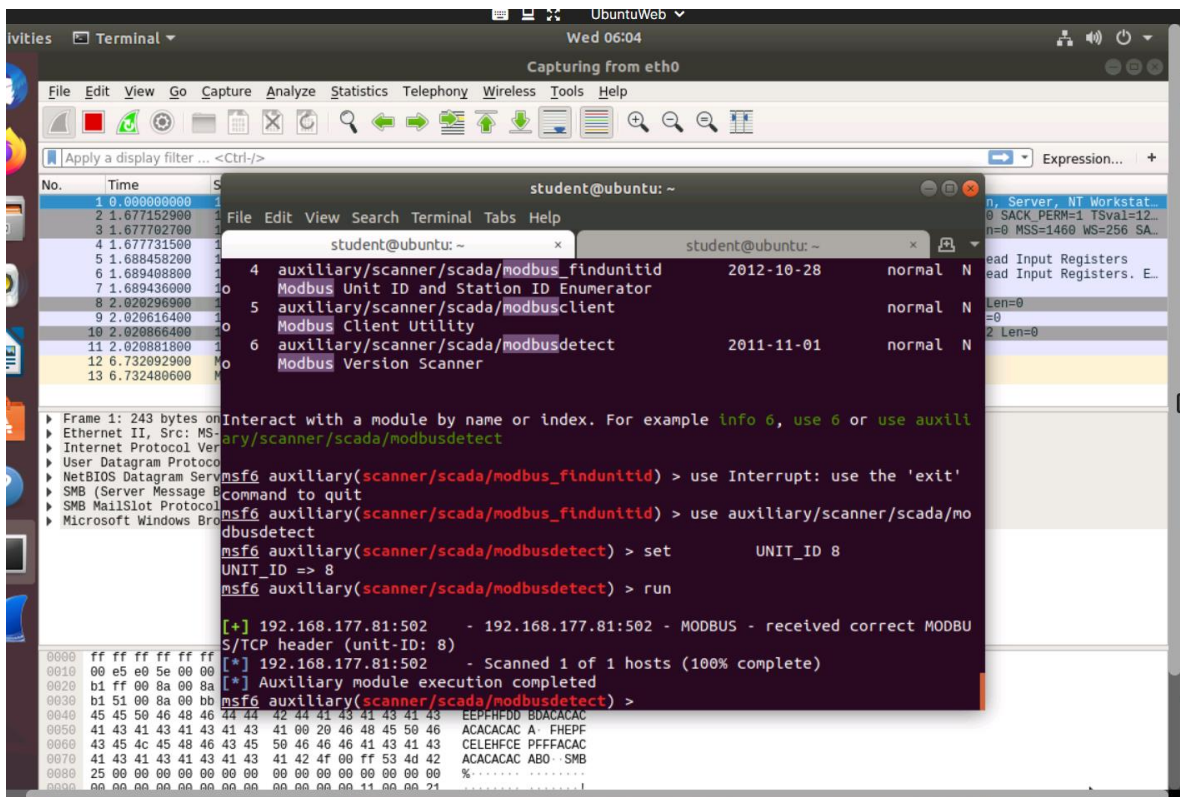 UbuntuWeb
ivities Terminal Wed 06:04
Capturing from eth0
File Edit View Go Capture Analyze Statistics Telephony Wireless Tools Help
Apply a display filter ... <Ctrl-/> Expression... +
No. Time S
1 0.000000000 1 n, Server, NT Workstat…
2 1.677152900 1 0 SACK_PERM=1 TSval=12…
3 1.677702700 1 n=0 MSS=1460 WS=256 SA…
4 1.677731500 1
5 1.688458200 1 ead Input Registers
6 1.689408800 1 ead Input Registers. E…
7 1.689436000 1
8 2.020296900 1 Len=0
9 2.020616400 1 =0
10 2.020866400 1 2 Len=0
11 2.020881800 1
12 6.732092900 M
13 6.732480600 M
Frame 1: 243 bytes on
Ethernet II, Src: MS-
Internet Protocol Ver
User Datagram Protoco
NetBIOS Datagram Serv
SMB (Server Message B
SMB MailSlot Protocol
Microsoft Windows Bro
student@ubuntu: ~
File Edit View Search Terminal Tabs Help
student@ubuntu: ~ × student@ubuntu: ~ ×
4 auxiliary/scanner/scada/modbus_findunitid 2012-10-28 normal N
o Modbus Unit ID and Station ID Enumerator
5 auxiliary/scanner/scada/modbusclient normal N
o Modbus Client Utility
6 auxiliary/scanner/scada/modbusdetect 2011-11-01 normal N
o Modbus Version Scanner
Interact with a module by name or index. For example info 6, use 6 or use auxili
ary/scanner/scada/modbusdetect
msf6 auxiliary(scanner/scada/modbus_findunitid) > use Interrupt: use the 'exit'
command to quit
msf6 auxiliary(scanner/scada/modbus_findunitid) > use auxiliary/scanner/scada/mo
dbusdetect
msf6 auxiliary(scanner/scada/modbusdetect) > set UNIT_ID 8
UNIT_ID => 8
msf6 auxiliary(scanner/scada/modbusdetect) > run
[+] 192.168.177.81:502 - 192.168.177.81:502 - MODBUS - received correct MODBU
S/TCP header (unit-ID: 8)
[*] 192.168.177.81:502 - Scanned 1 of 1 hosts (100% complete)
[*] Auxiliary module execution completed
msf6 auxiliary(scanner/scada/modbusdetect) >
0000 ff ff ff ff ff ff
0010 00 e5 e0 5e 00 00
0020 b1 ff 00 8a 00 8a
0030 b1 51 00 8a 00 bb
0040 45 45 50 46 48 46 44 44 42 44 41 43 41 43 41 43 EEPFHFDD BDACACAC
0050 41 43 41 43 41 43 41 43 41 00 20 46 48 45 50 46 ACACACAC A· FHEPF
0060 43 45 4c 45 48 46 43 45 50 46 46 46 41 43 41 43 CELEHFCE PFFFACAC
0070 41 43 41 43 41 43 41 43 41 42 4f 00 ff 53 4d 42 ACACACAC ABO··SMB
0080 25 00 00 00 00 00 00 00 00 00 00 00 00 00 00 00 %······· ········